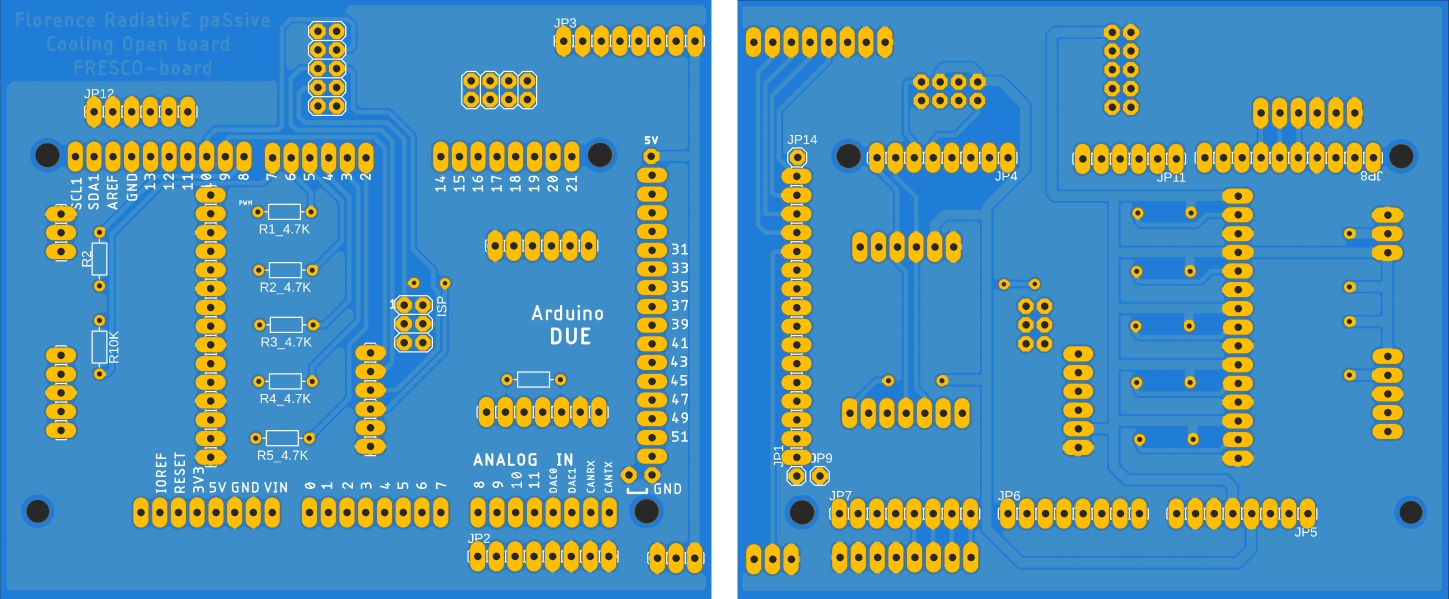 Florence RadiativE paSsive
Cooling Open board
FRESCO-board
JP3
JP12
5V
SCL1
SDA1
AREF
GND
13
12
11
10
9
8
7
6
5
4
3
2
14
15
16
17
18
19
20
21
PWM
R1_4.7K
R2
R2_4.7K
R3_4.7K
R10K
R4_4.7K
R5_4.7K
1
ISP
Arduino
DUE
31
33
35
37
39
41
43
45
47
49
51
IOREF
RESET
3V3
5V GND VIN
0
1
2
3
4
5
6
7
ANALOG IN
8
9
10
11
DAC0
DAC1
CANRX
CANTX
GND
JP2
JP14
JP4
JP11
JP8
JP1
JP9
JP7
JP6
JP5